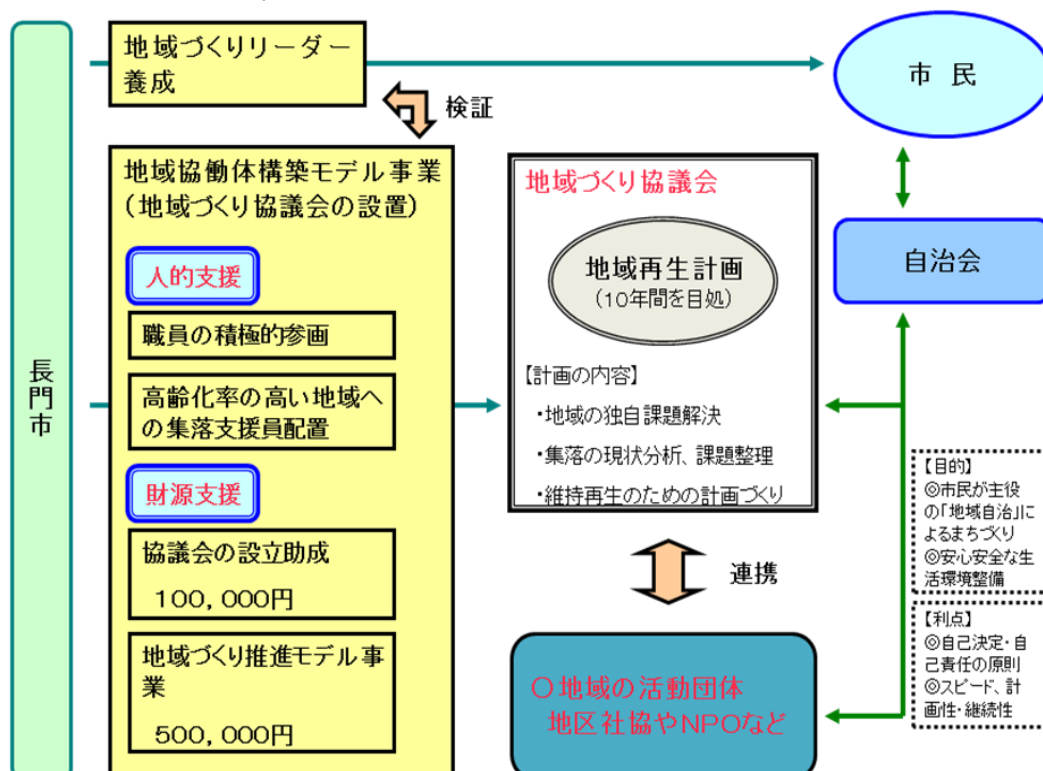 長門市
地域づくりリーダー
養成
検証
市 民
地域協働体構築モデル事業
(地域づくり協議会の設置)
人的支援
職員の積極的参画
高齢化率の高い地域へ
の集落支援員配置
財源支援
協議会の設立助成
100,000円
地域づくり推進モデル事
業
500,000円
地域づくり協議会
地域再生計画
(10年間を目処)
【計画の内容】
・地域の独自課題解決
・集落の現状分析、課題整理
・維持再生のための計画づくり
自治会
連携
〇地域の活動団体
地区社協やNPOなど
【目的】
◎市民が主役
の「地域自治」に
よるまちづくり
◎安心安全な生
活環境整備
【利点】
◎自己決定・自
己責任の原則
◎スピード、計
画性・継続性